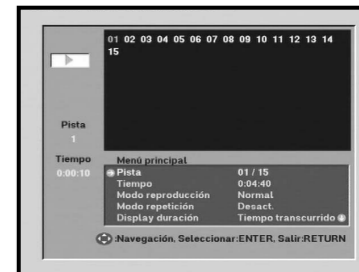 01 02 03 04 05 06 07 08 09 10 11 12 13 14
15
Pista
1
Tiempo
0:00:10
Menú principal
Pista 01 / 15
Tiempo 0:04:40
Modo reproducción Normal
Modo repetición Desact.
Display duración Tiempo transcurrido
:Navegación, Seleccionar:ENTER, Salir:RETURN